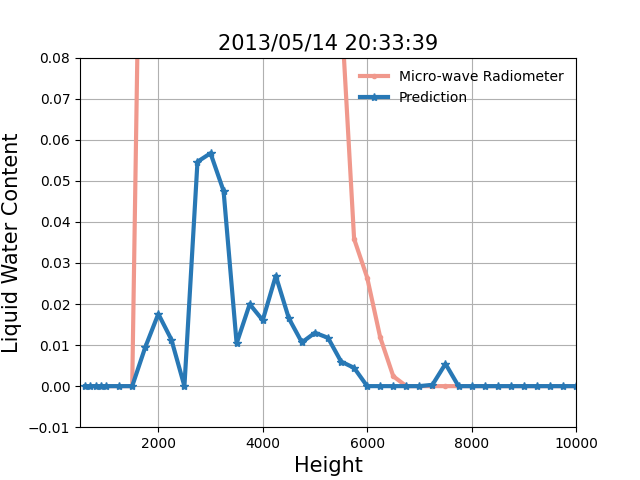 2013/05/14 20:33:39
Micro-wave Radiometer
Prediction
Liquid Water Content
0.08
0.07
0.06
0.05
0.04
0.03
0.02
0.01
0.00
−0.01
2000 4000 6000 8000 10000
Height